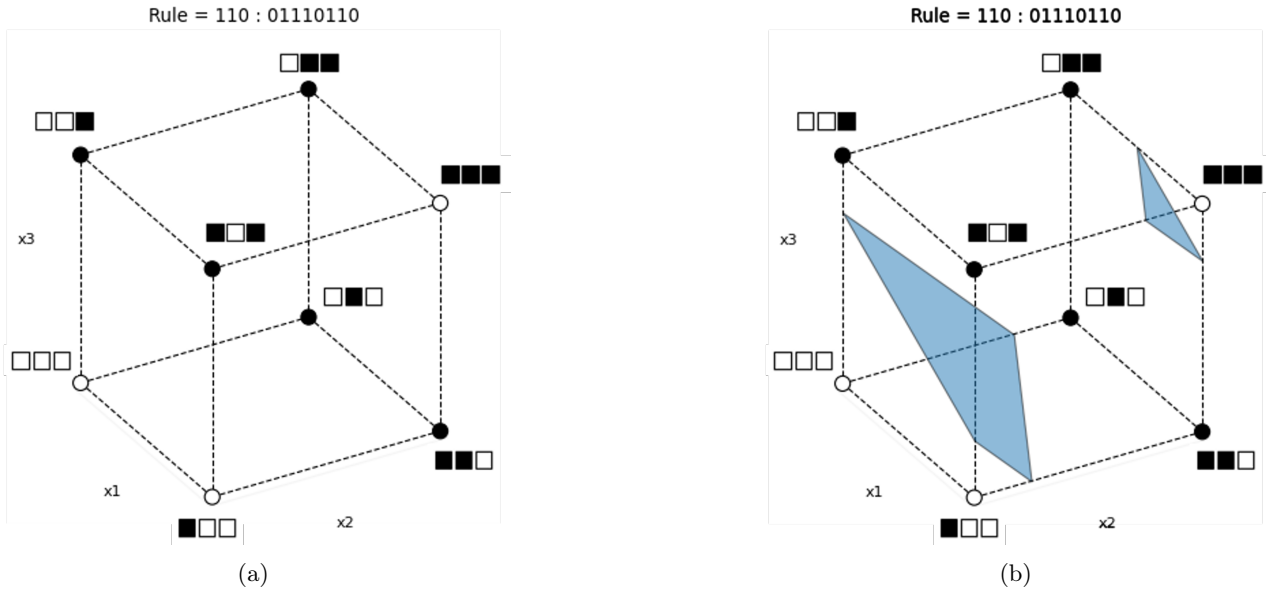 Rule = 110 : 01110110
x3
x1
x2
(a)
Rule = 110 : 01110110
x3
x1
x2
(b)